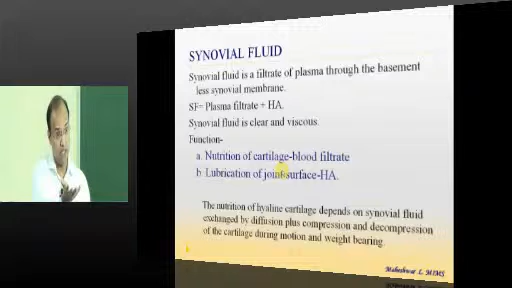 SYNOVIAL FLUID
Synovial fluid is a filtrate of plasma through the basement
less synovial membrane.
SF= Plasma filtrate + HA.
Synovial fluid is clear and viscous.
Function-
a. Nutrition of cartilage-blood filtrate
b. Lubrication of joint surface-HA.
The nutrition of hyaline cartilage depends on synovial fluid
exchanged by diffusion plus compression and decompression
of the cartilage during motion and weight bearing.
Maheshwar L. MIMS